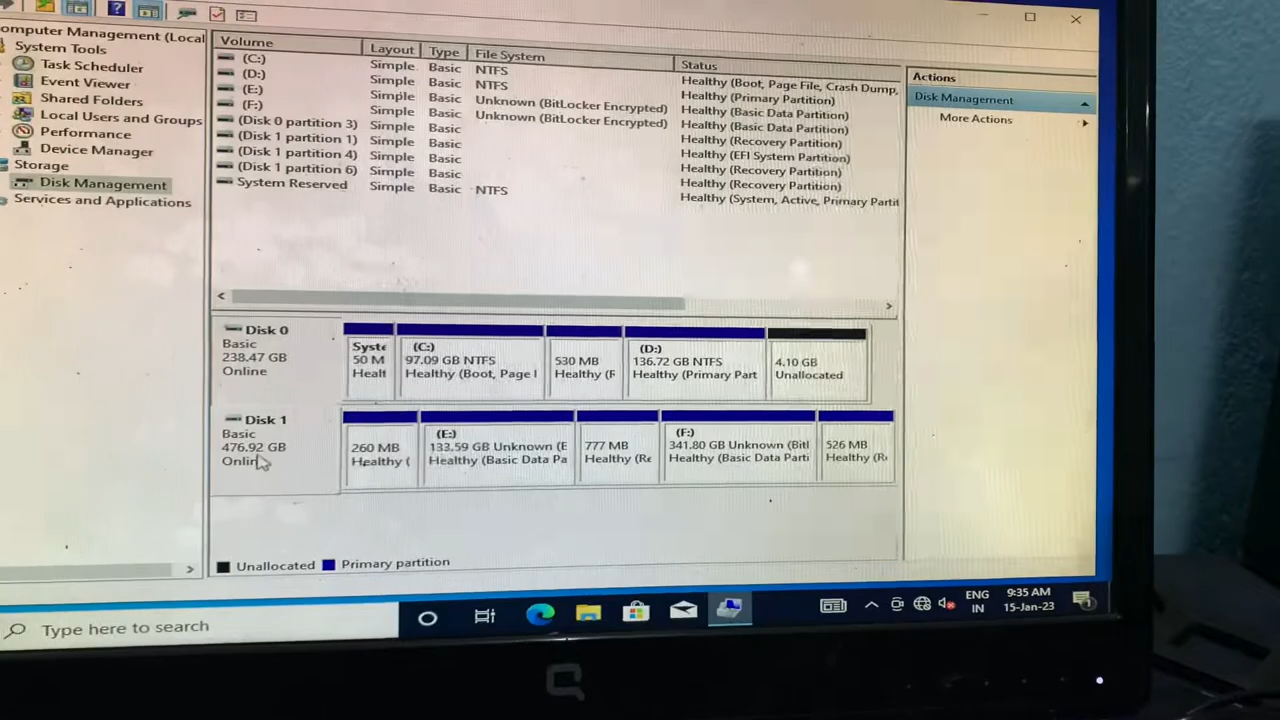 omputer Management (Local
System Tools
Task Scheduler
Event Viewer
Shared Folders
Local Users and Groups
Performance
Device Manager
Storage
Disk Management
Services and Applications
Volume Layout Type File System Status
(C:) Simple Basic NTFS Healthy (Boot, Page File, Crash Dump,
(D:) Simple Basic NTFS Healthy (Primary Partition)
(E:) Simple Basic Unknown (BitLocker Encrypted) Healthy (Basic Data Partition)
(F:) Simple Basic Unknown (BitLocker Encrypted) Healthy (Basic Data Partition)
(Disk 0 partition 3) Simple Basic Healthy (Recovery Partition)
(Disk 1 partition 1) Simple Basic Healthy (EFI System Partition)
(Disk 1 partition 4) Simple Basic Healthy (Recovery Partition)
(Disk 1 partition 6) Simple Basic Healthy (Recovery Partition)
System Reserved Simple Basic NTFS Healthy (System, Active, Primary Partit
Actions
Disk Management
More Actions
Disk 0
Basic
238.47 GB
Online
Syste
50 M
Healt
(C:)
97.09 GB NTFS
Healthy (Boot, Page
530 MB
Healthy (F
(D:)
136.72 GB NTFS
Healthy (Primary Part
4.10 GB
Unallocated
Disk 1
Basic
476.92 GB
Onlin
260 MB
Healthy (
(E:)
133.59 GB Unknown (E
Healthy (Basic Data Pa
777 MB
Healthy (Re
(F:)
341.80 GB Unknown (Bitl
Healthy (Basic Data Parti
526 MB
Healthy (R
Unallocated Primary partition
Type here to search
ENG
IN
9:35 AM
15-Jan-23